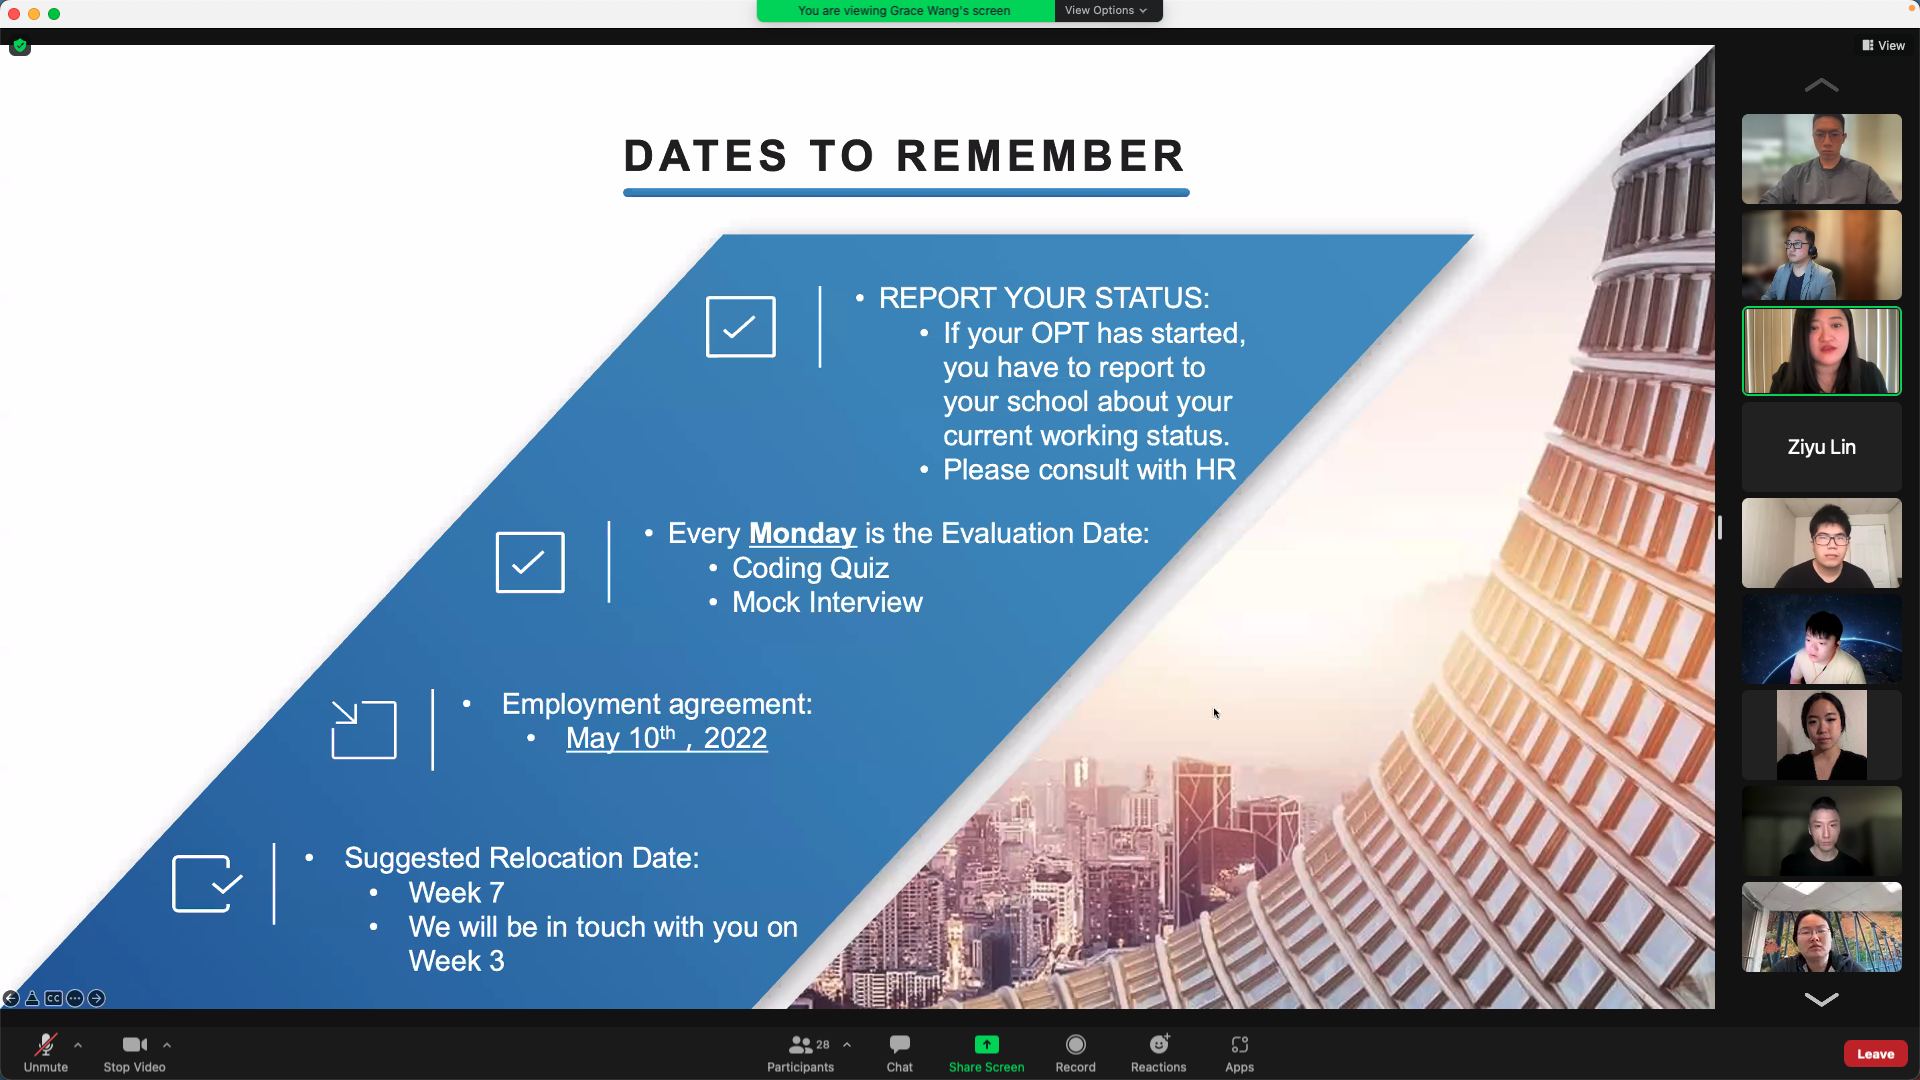 You are viewing Grace Wang's screen
View Options
View
DATES TO REMEMBER
• REPORT YOUR STATUS:
• If your OPT has started,
you have to report to
your school about your
current working status.
• Please consult with HR
• Every Monday is the Evaluation Date:
• Coding Quiz
• Mock Interview
• Employment agreement:
• May 10th , 2022
• Suggested Relocation Date:
• Week 7
• We will be in touch with you on
Week 3
Ziyu Lin
CC
Unmute
Stop Video
28
Participants
Chat
Share Screen
Record
Reactions
Apps
Leave